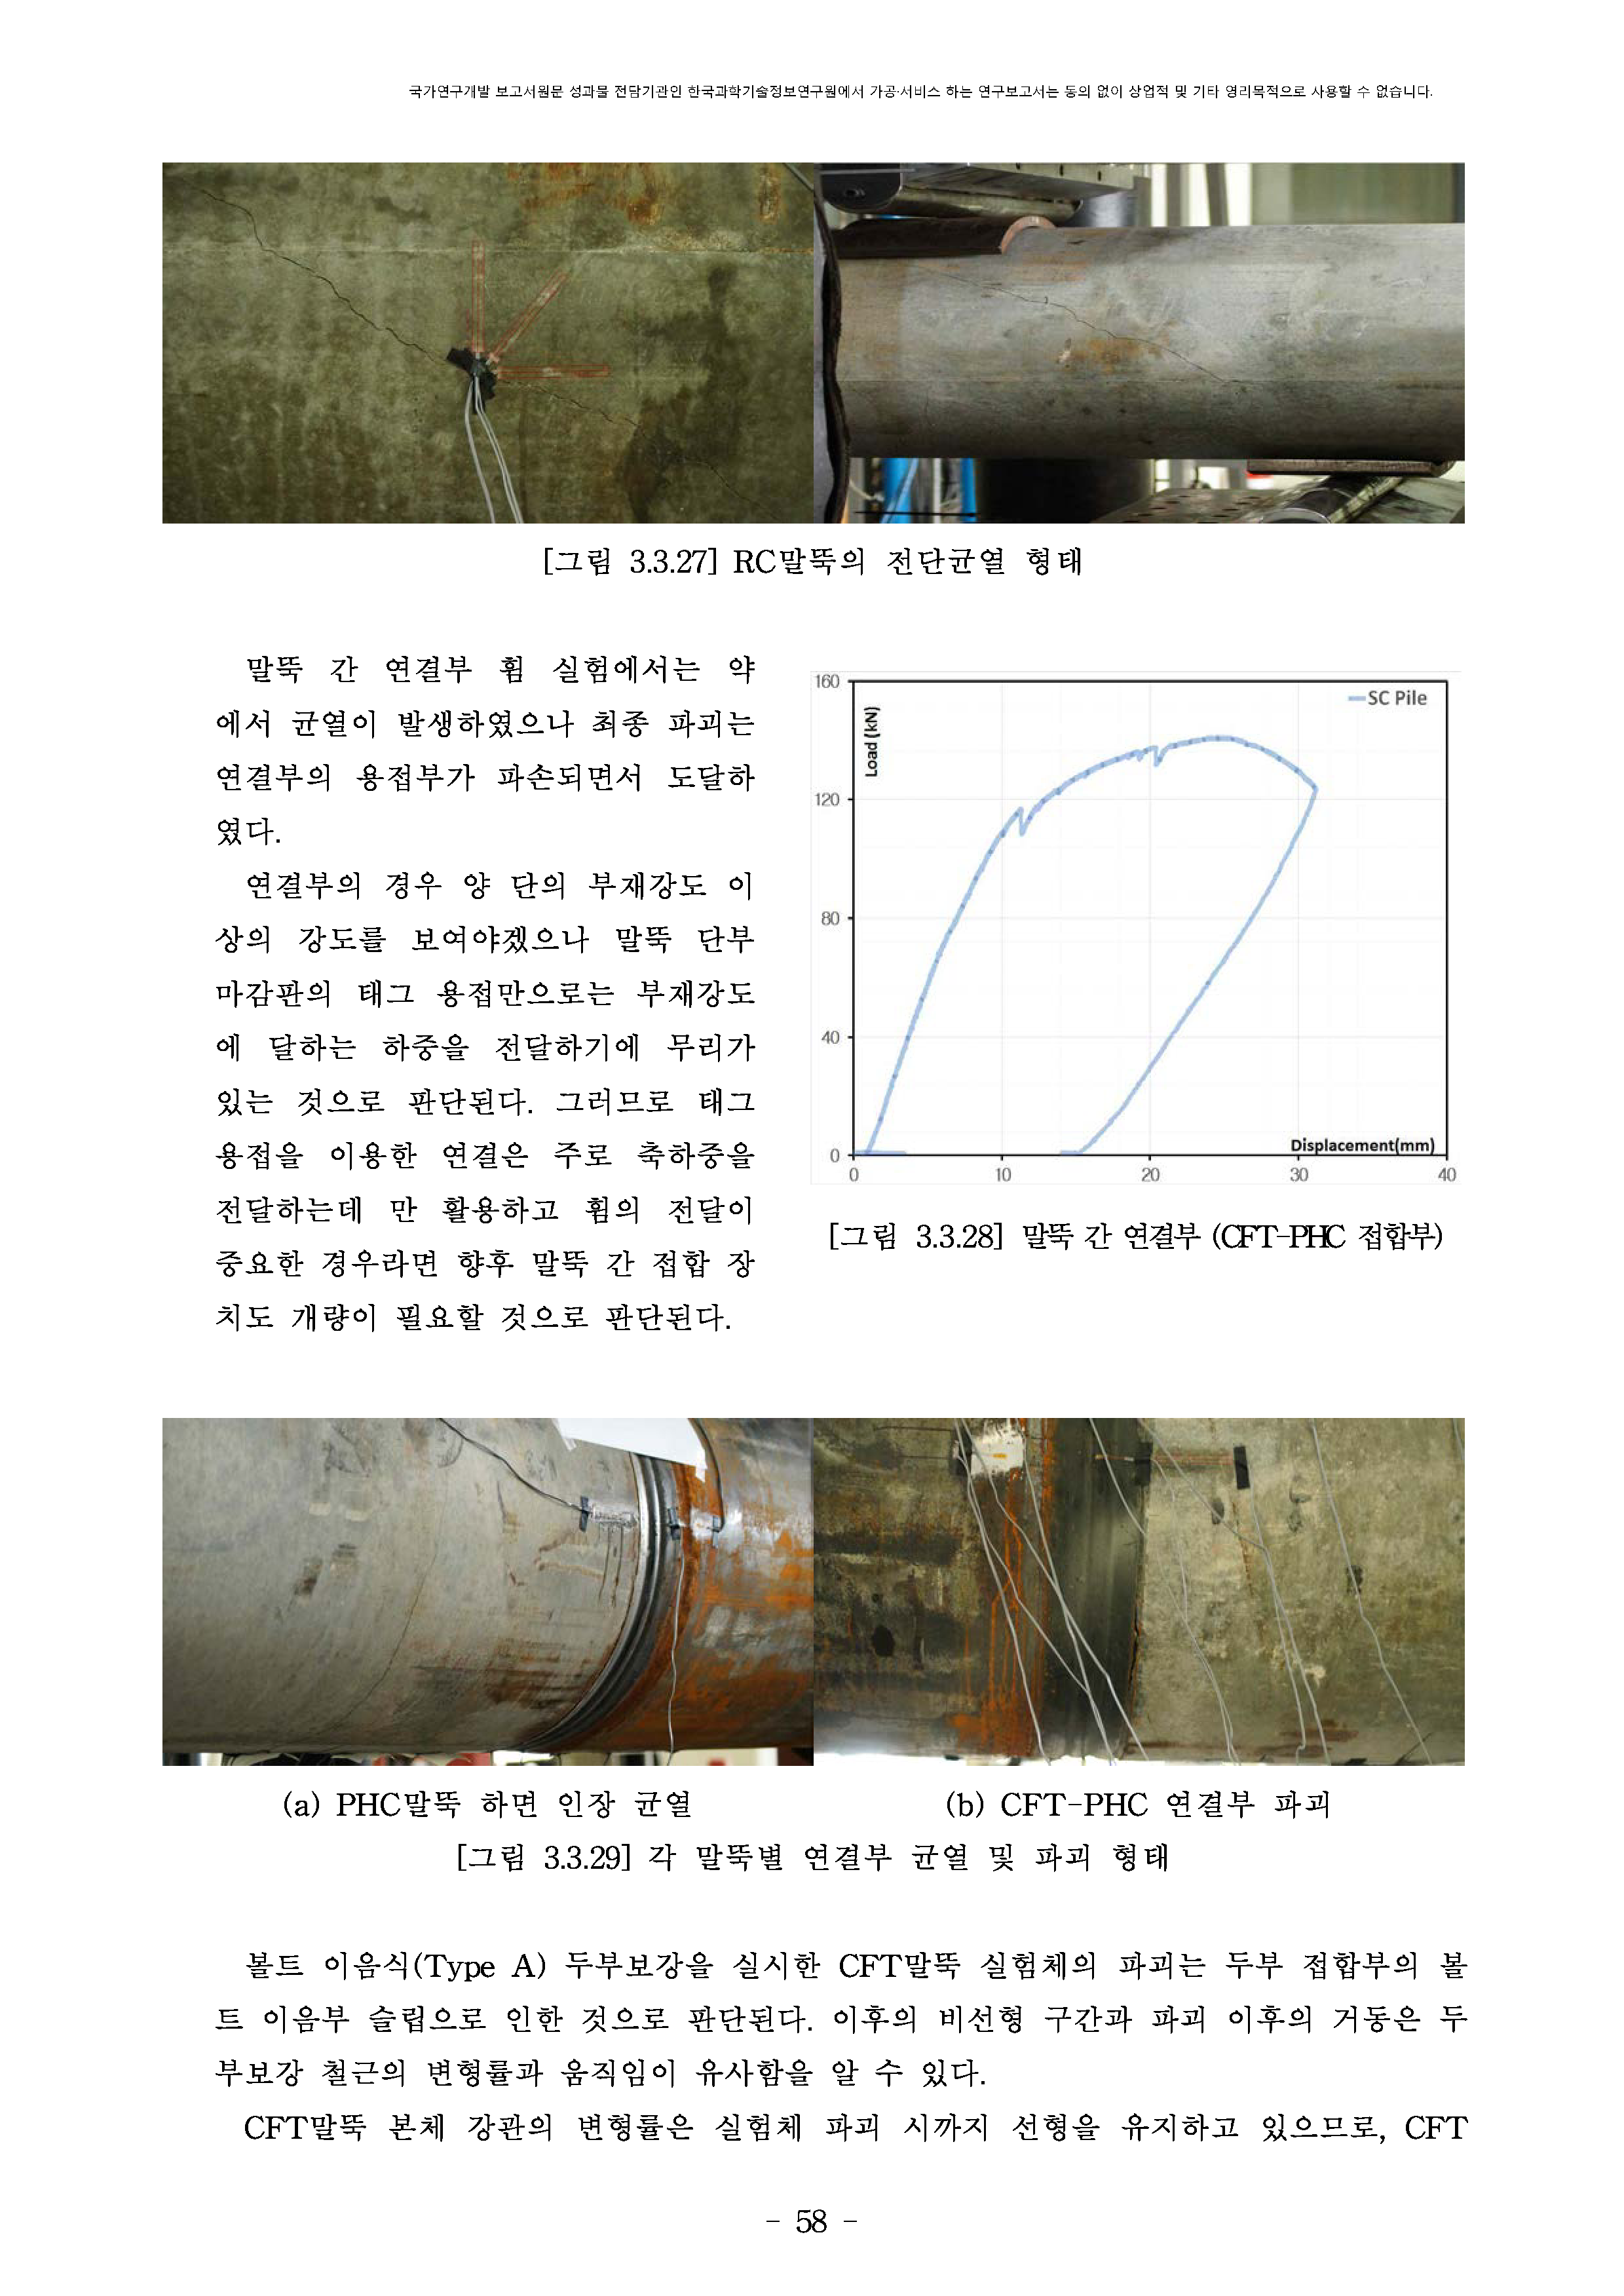 국가연구개발 보고서원문 성과물 전담기관인 한국과학기술정보연구원에서 가공·서비스 하는 연구보고서는 동의 없이 상업적 및 기타 영리목적으로 사용할 수 없습니다.
[그림 3.3.27] RC말뚝의 전단균열 형태
말뚝 간 연결부 휨 실험에서는 약
에서 균열이 발생하였으나 최종 파괴는
연결부의 용접부가 파손되면서 도달하
였다.
연결부의 경우 양 단의 부재강도 이
상의 강도를 보여야겠으나 말뚝 단부
마감판의 태그 용접만으로는 부재강도
에 달하는 하중을 전달하기에 무리가
있는 것으로 판단된다. 그러므로 태그
용접을 이용한 연결은 주로 축하중을
전달하는데 만 활용하고 휨의 전달이
중요한 경우라면 향후 말뚝 간 접합 장
치도 개량이 필요할 것으로 판단된다.
160
120
80
40
0
Load (kN)
SC Pile
Displacement(mm)
0 10 20 30 40
[그림 3.3.28] 말뚝 간 연결부 (CFT-PHC 접합부)
(a) PHC말뚝 하면 인장 균열
(b) CFT-PHC 연결부 파괴
[그림 3.3.29] 각 말뚝별 연결부 균열 및 파괴 형태
볼트 이음식(Type A) 두부보강을 실시한 CFT말뚝 실험체의 파괴는 두부 접합부의 볼
트 이음부 슬립으로 인한 것으로 판단된다. 이후의 비선형 구간과 파괴 이후의 거동은 두
부보강 철근의 변형률과 움직임이 유사함을 알 수 있다.
CFT말뚝 본체 강관의 변형률은 실험체 파괴 시까지 선형을 유지하고 있으므로, CFT
- 58 -